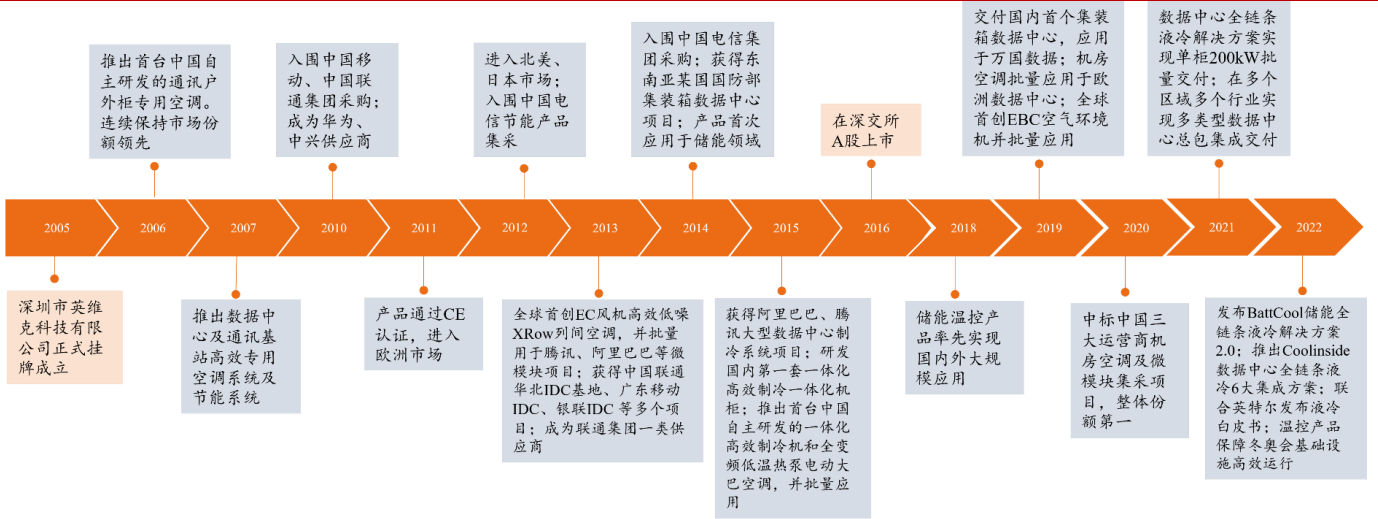 推出首台中国自
主研发的通讯户
外柜专用空调。
连续保持市场份
额领先
入围中国移
动、中国联
通集团采购；
成为华为、
中兴供应商
进入北美、
日本市场；
入围中国电
信节能产品
集采
入围中国电信集
团采购；获得东
南亚某国国防部
集装箱数据中心
项目；产品首次
应用于储能领域
在深交所
A股上市
交付国内首个集装
箱数据中心，应用
于万国数据；机房
空调批量应用于欧
洲数据中心；全球
首创EBC空气环境
机并批量应用
数据中心全链条
液冷解决方案实
现单柜200kW批
量交付；在多个
区域多个行业实
现多类型数据中
心总包集成交付
2005
2006
2007
2010
2011
2012
2013
2014
2015
2016
2018
2019
2020
2021
2022
深圳市英维
克科技有限
公司正式挂
牌成立
推出数据中
心及通讯基
站高效专用
空调系统及
节能系统
产品通过CE
认证，进入
欧洲市场
全球首创EC风机高效低噪
XRow列间空调，并批量
用于腾讯、阿里巴巴等微
模块项目；获得中国联通
华北IDC基地、广东移动
IDC、银联IDC 等多个项
目；成为联通集团一类供
应商
获得阿里巴巴、腾
讯大型数据中心制
冷系统项目；研发
国内第一套一体化
高效制冷一体化机
柜；推出首台中国
自主研发的一体化
高效制冷机和全变
频低温热泵电动大
巴空调，并批量应
用
储能温控产
品率先实现
国内外大规
模应用
中标中国三
大运营商机
房空调及微
模块集采项
目，整体份
额第一
发布BattCool储能全
链条液冷解决方案
2.0；推出Coolinside
数据中心全链条液
冷6大集成方案；联
合英特尔发布液冷
白皮书；温控产品
保障冬奥会基础设
施高效运行